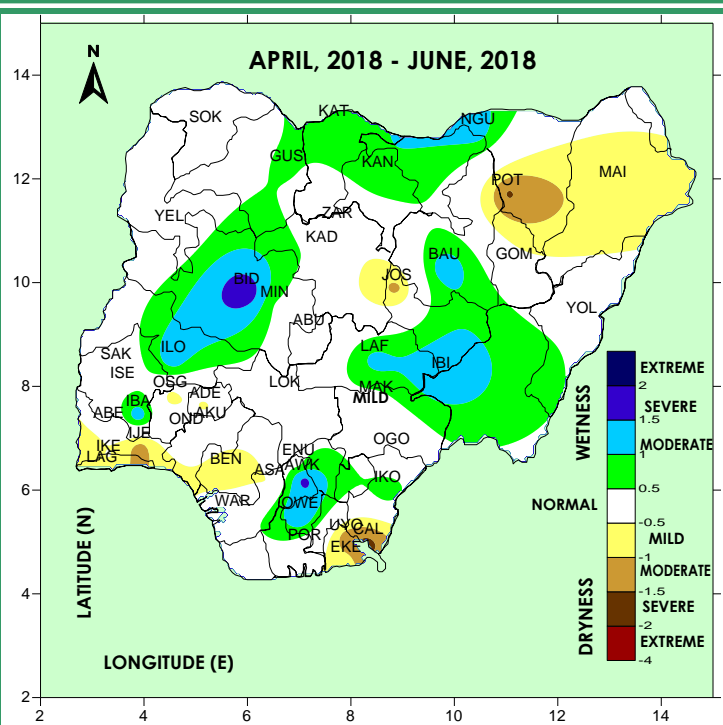 APRIL, 2018 - JUNE, 2018
N
14
12
10
8
6
4
2
SOK
KAT
NGU
GUS
KAN
POT
MAI
YEL
ZAR
KAD
BAU
GOM
JOS
BID
MIN
YOL
ABU
ILO
SAK
LAF
IBI
ISE
OSG
LOK
MAK
ADE
MILD
IBA
ABE
AKU
OND
IJE
IKE
LAG
OGO
BEN
ENU
AWK
ASA
IKO
WAR
OWE
UYO
CAL
POR
EKE
LATITUDE (N)
LONGITUDE (E)
WETNESS
NORMAL
DRYNESS
EXTREME
2
SEVERE
1.5
MODERATE
1
0.5
-0.5
MILD
-1
MODERATE
-1.5
SEVERE
-2
EXTREME
-4
2 4 6 8 10 12 14